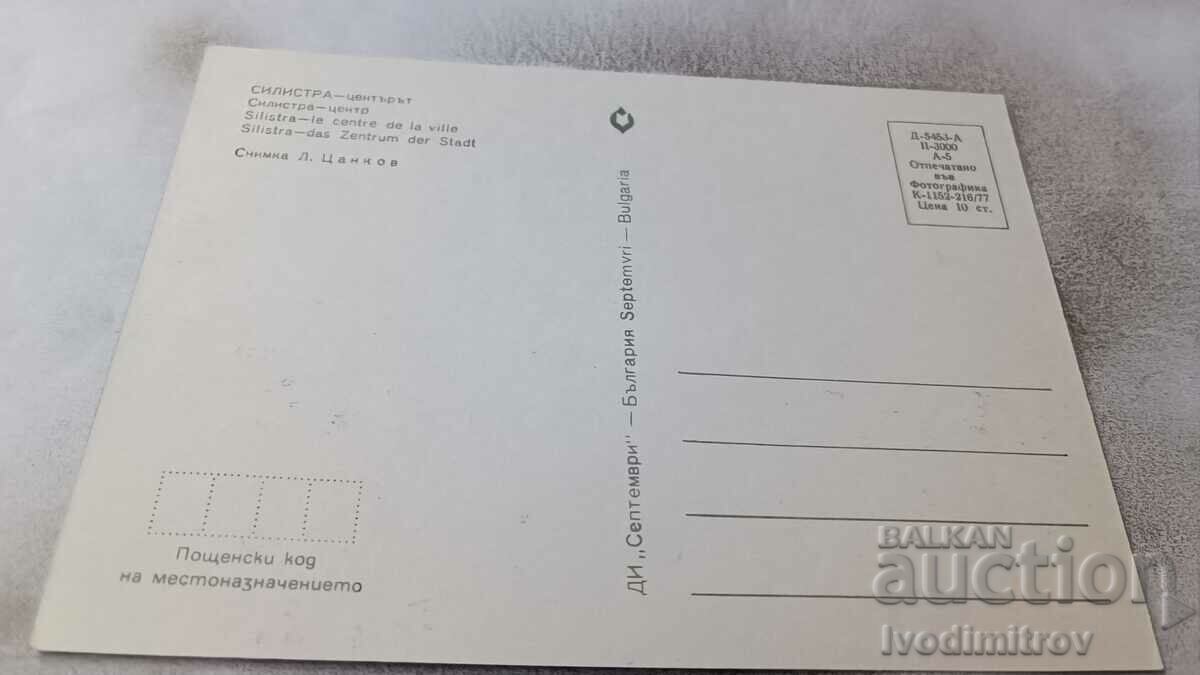 СИЛИСТРА—центърът
Силистра—центр
Silistra—le centre de la ville
Silistra—das Zentrum der Stadt
Снимка Л. Цанков
Пощенски код
на местоназначението
ДИ „Септември" — България Septemvri — Bulgaria
Д-5453-А
П-3000
А-5
Отпечатано
във
Фотографика
К-1152-216/77
Цена 10 ст.
BALKAN
auction
Ivodimitrov